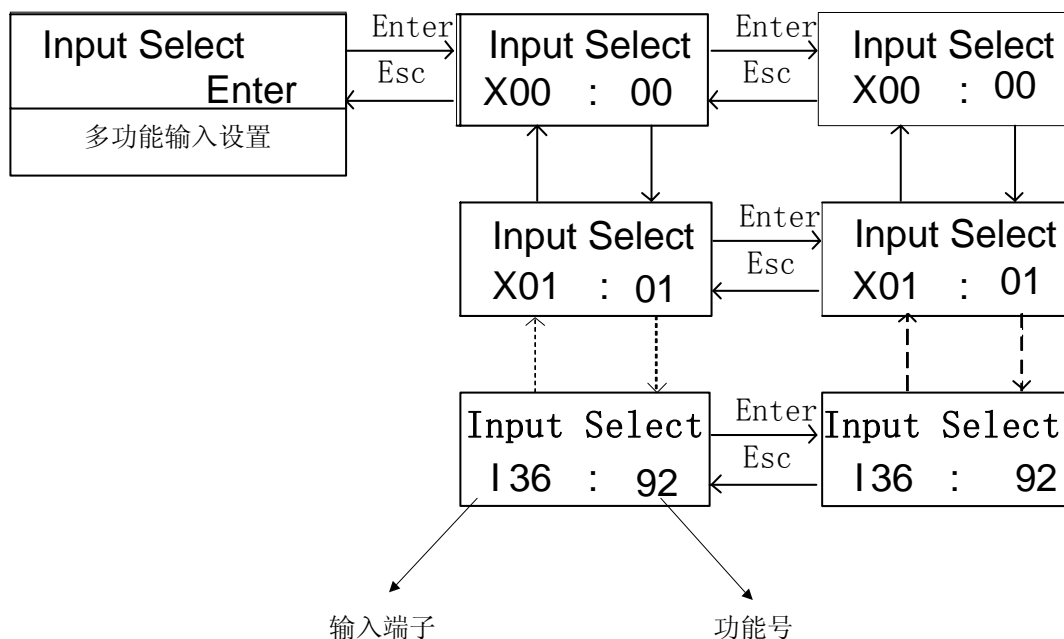 Input Select
Enter
多功能输入设置
Enter
Esc
Input Select
X00 : 00
Enter
Esc
Input Select
X00 : 00
Input Select
X01 : 01
Enter
Esc
Input Select
X01 : 01
Input Select
I36 : 92
Enter
Esc
Input Select
I36 : 92
输入端子
功能号